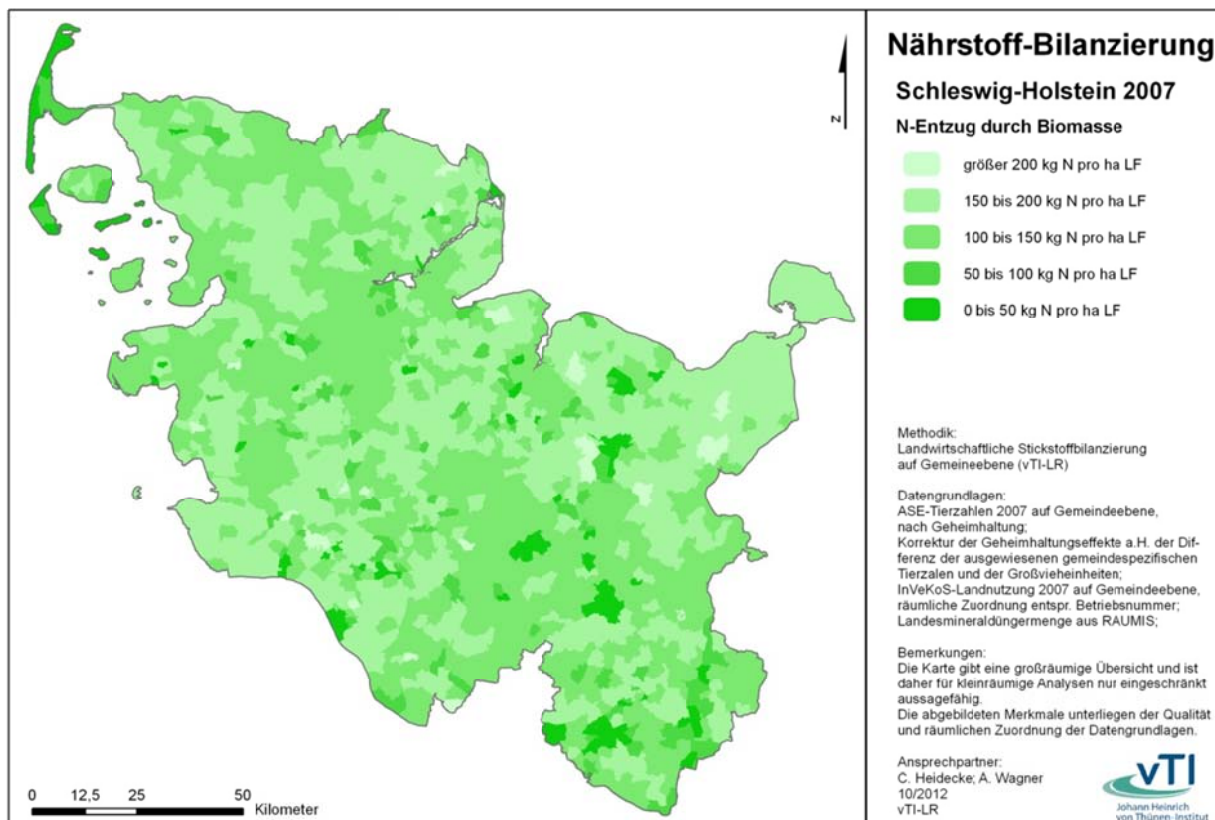 Nährstoff-Bilanzierung
Schleswig-Holstein 2007
N-Entzug durch Biomasse
größer 200 kg N pro ha LF
150 bis 200 kg N pro ha LF
100 bis 150 kg N pro ha LF
50 bis 100 kg N pro ha LF
0 bis 50 kg N pro ha LF
N
Methodik:
Landwirtschaftliche Stickstoffbilanzierung
auf Gemeineebene (vTI-LR)
Datengrundlagen:
ASE-Tierzahlen 2007 auf Gemeindeebene,
nach Geheimhaltung;
Korrektur der Geheimhaltungseffekte a.H. der Dif-
ferenz der ausgewiesenen gemeindespezifischen
Tierzalen und der Großvieheinheiten;
InVeKoS-Landnutzung 2007 auf Gemeindeebene,
räumliche Zuordnung entspr. Betriebsnummer;
Landesmineraldüngermenge aus RAUMIS;
Bemerkungen:
Die Karte gibt eine großräumige Übersicht und ist
daher für kleinräumige Analysen nur eingeschränkt
aussagefähig.
Die abgebildeten Merkmale unterliegen der Qualität
und räumlichen Zuordnung der Datengrundlagen.
Ansprechpartner:
C. Heidecke; A. Wagner
10/2012
vTI-LR
vTI
Johann Heinrich
von Thünen-Institut
0 12,5 25 50
Kilometer